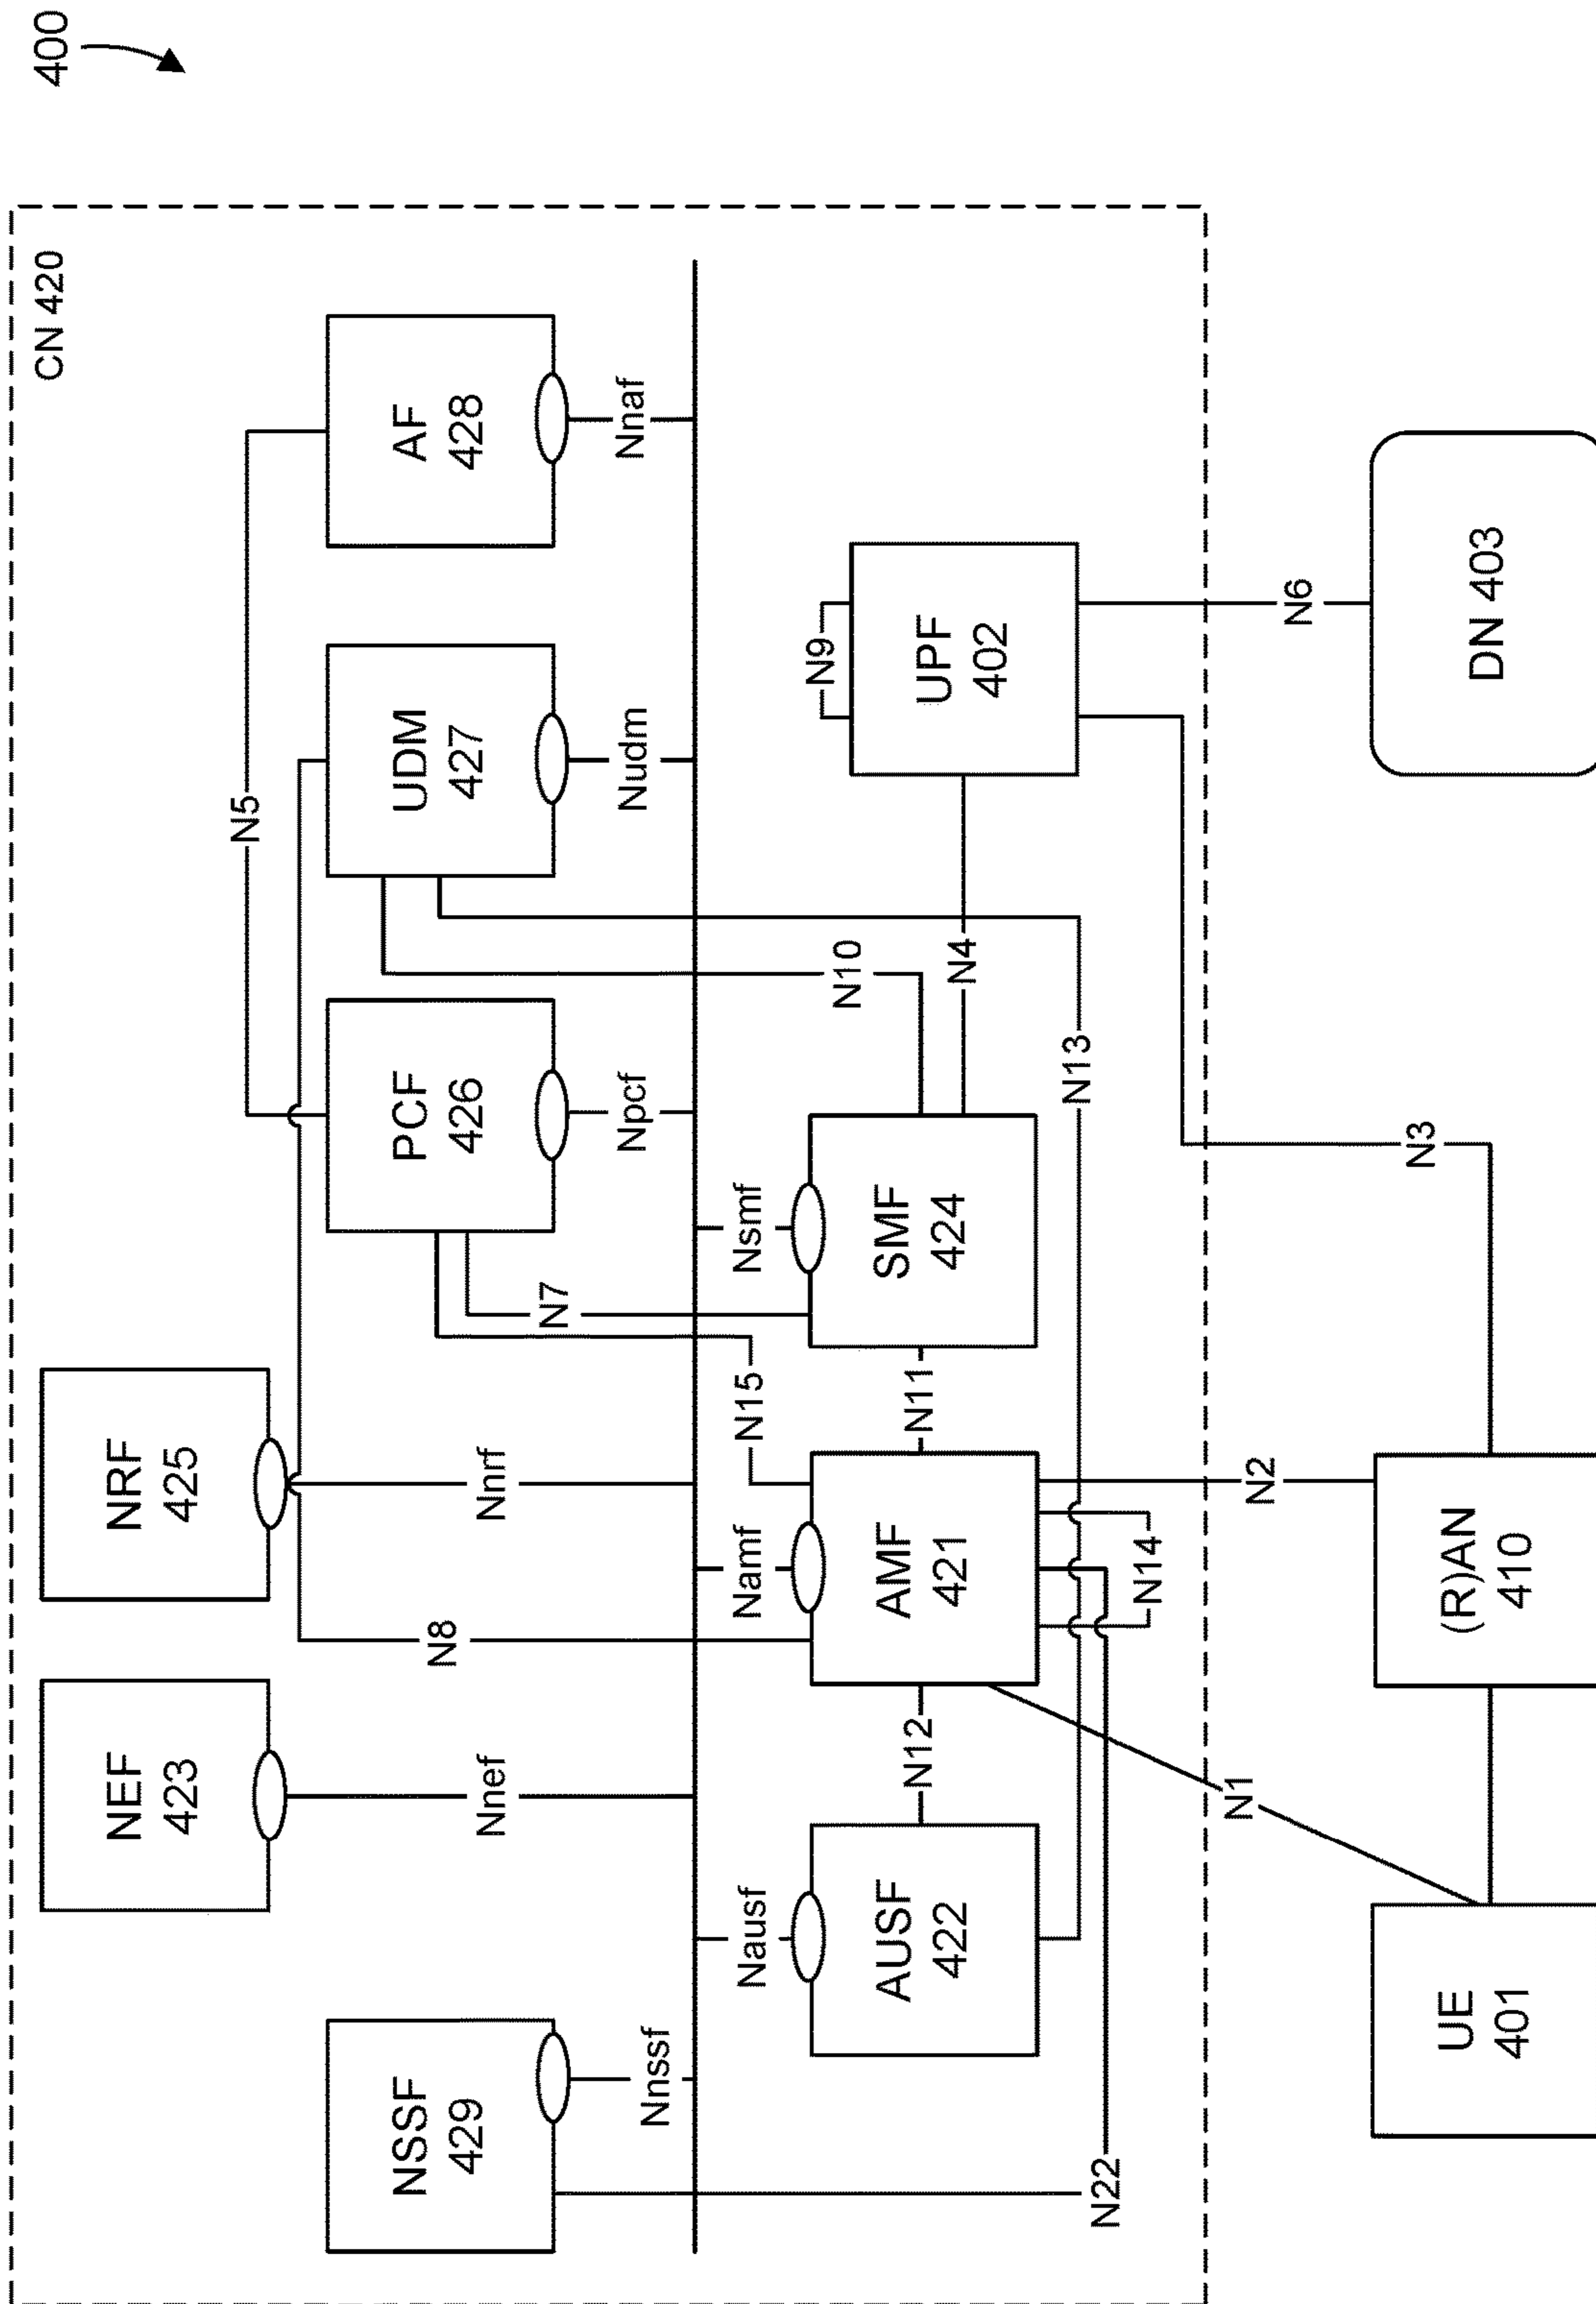 400
CN 420
NEF
423
NRF
425
N5
N8
NSSF
429
PCF
426
UDM
427
AF
428
Nnef
Nnrf
N7
Nnssf
Npcf
Nudm
Nnaf
Nausf
Namf
N15
Nsmf
N10
N9
AUSF
422
N12
AMF
421
N11
SMF
424
N4
UPF
402
N13
N22
N14
N1
N2
N3
N6
UE
401
(R)AN
410
DN 403